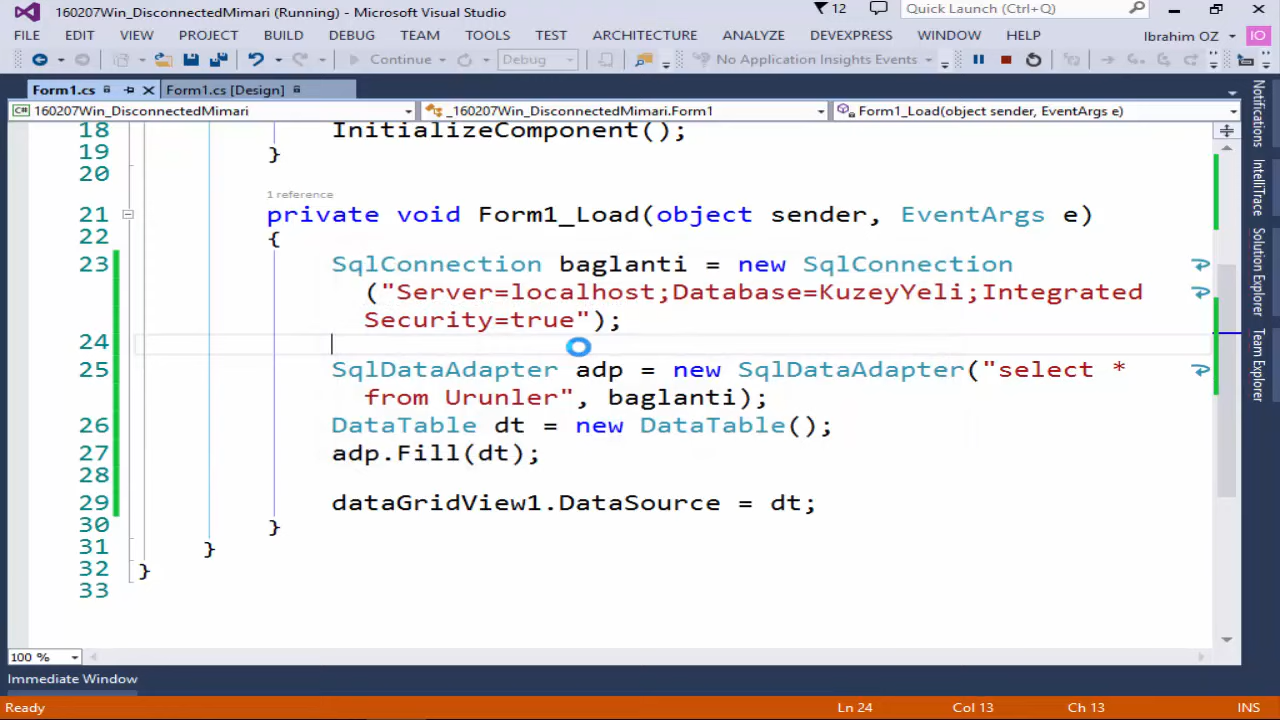 160207Win_DisconnectedMimari (Running) - Microsoft Visual Studio
12
Quick Launch (Ctrl+Q)
FILE EDIT VIEW PROJECT BUILD DEBUG TEAM TOOLS TEST ARCHITECTURE ANALYZE DEVEXPRESS WINDOW HELP
Ibrahim OZ
IO
Continue
Debug
No Application Insights Events
Form1.cs
Form1.cs [Design]
160207Win_DisconnectedMimari
_160207Win_DisconnectedMimari.Form1
Form1_Load(object sender, EventArgs e)
18 InitializeComponent();
19 }
20
1 reference
21 private void Form1_Load(object sender, EventArgs e)
22 {
23 SqlConnection baglanti = new SqlConnection
("Server=localhost;Database=KuzeyYeli;Integrated
Security=true");
24
25 SqlDataAdapter adp = new SqlDataAdapter("select *
from Urunler", baglanti);
26 DataTable dt = new DataTable();
27 adp.Fill(dt);
28
29 dataGridView1.DataSource = dt;
30 }
31 }
32 }
33
100 %
Immediate Window
Ready
Ln 24
Col 13
Ch 13
INS
Notifications
IntelliTrace
Solution Explorer
Team Explorer